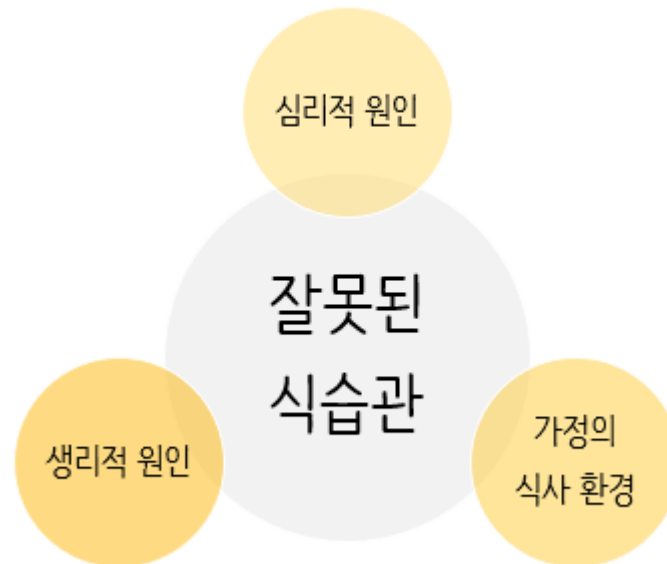 심리적 원인
잘못된
식습관
생리적 원인
가정의
식사 환경